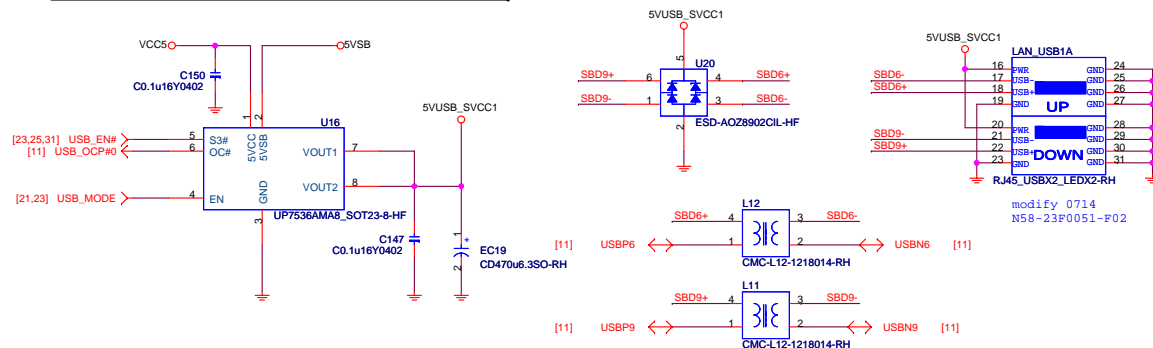 VCC5
5VSB
C150
C0.1u16Y0402
1
2
U16
[23,25,31] USB_EN#
5
S3#
5VCC
5VSB
[11] USB_OCP#0
6
OC#
VOUT1
7
VOUT2
8
[21,23] USB_MODE
4
EN
GND
UP7536AMA8_SOT23-8-HF
3
5VUSB_SVCC1
C147
C0.1u16Y0402
1
+
EC19
2
CD470u6.3SO-RH
5VUSB_SVCC1
5
U20
SBD9+
6
4
SBD6+
SBD9-
1
3
SBD6-
2
ESD-AOZ8902CIL-HF
L12
SBD6+
4
3
SBD6-
[11] USBP6
1
2
USBN6 [11]
CMC-L12-1218014-RH
L11
SBD9+
4
3
SBD9-
[11] USBP9
1
2
USBN9 [11]
CMC-L12-1218014-RH
5VUSB_SVCC1
LAN_USB1A
16
PWR
GND
24
SBD6-
17
USB-
GND
25
SBD6+
18
USB+
GND
26
19
GND
UP
GND
27
20
PWR
GND
28
SBD9-
21
USB-
GND
29
SBD9+
22
USB+
DOWN
GND
30
23
GND
GND
31
RJ45_USBX2_LEDX2-RH
modify 0714
N58-23F0051-F02